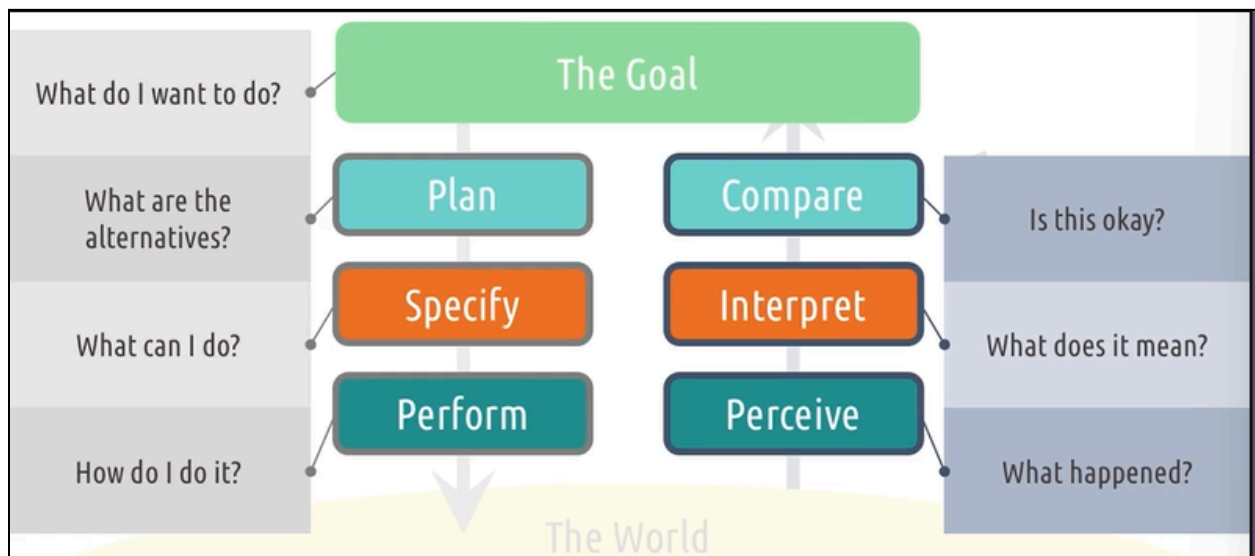 The Goal
What do I want to do?
Plan
Compare
What are the
alternatives?
Is this okay?
Specify
Interpret
What can I do?
What does it mean?
Perform
Perceive
How do I do it?
What happened?
The World